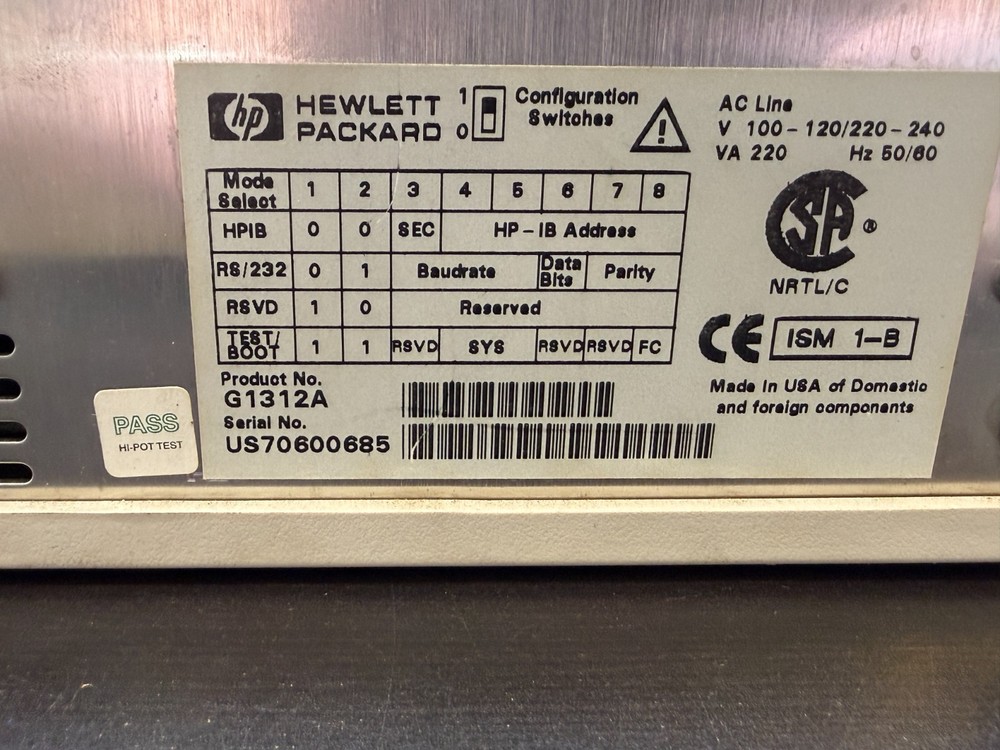 hp HEWLETT PACKARD
1 0 Configuration Switches
AC Line
V 100-120/220-240
VA 220 Hz 50/60
Mode Select 1 2 3 4 5 6 7 8
HPIB 0 0 SEC HP-IB Address
RS/232 0 1 Baudrate Data Bits Parity
RSVD 1 0 Reserved
TEST/BOOT 1 1 RSVD SYS RSVD RSVD FC
SA ®
NRTL/C
CE ISM 1-B
Product No.
G1312A
Serial No.
US70600685
Made in USA of Domestic
and foreign components
PASS
HI-POT TEST